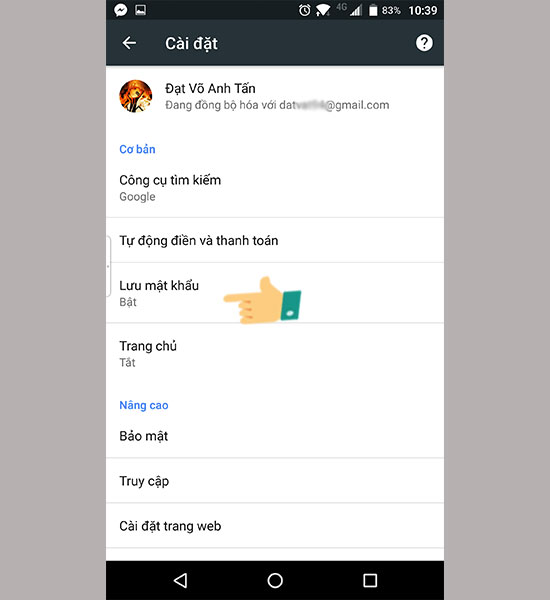 4G 83% 10:39
Cài đặt
Đạt Võ Anh Tấn
Đang đồng bộ hóa với dat @gmail.com
Cơ bản
Công cụ tìm kiếm
Google
Tự động điền và thanh toán
Lưu mật khẩu
Bật
Trang chủ
Tắt
Nâng cao
Bảo mật
Truy cập
Cài đặt trang web